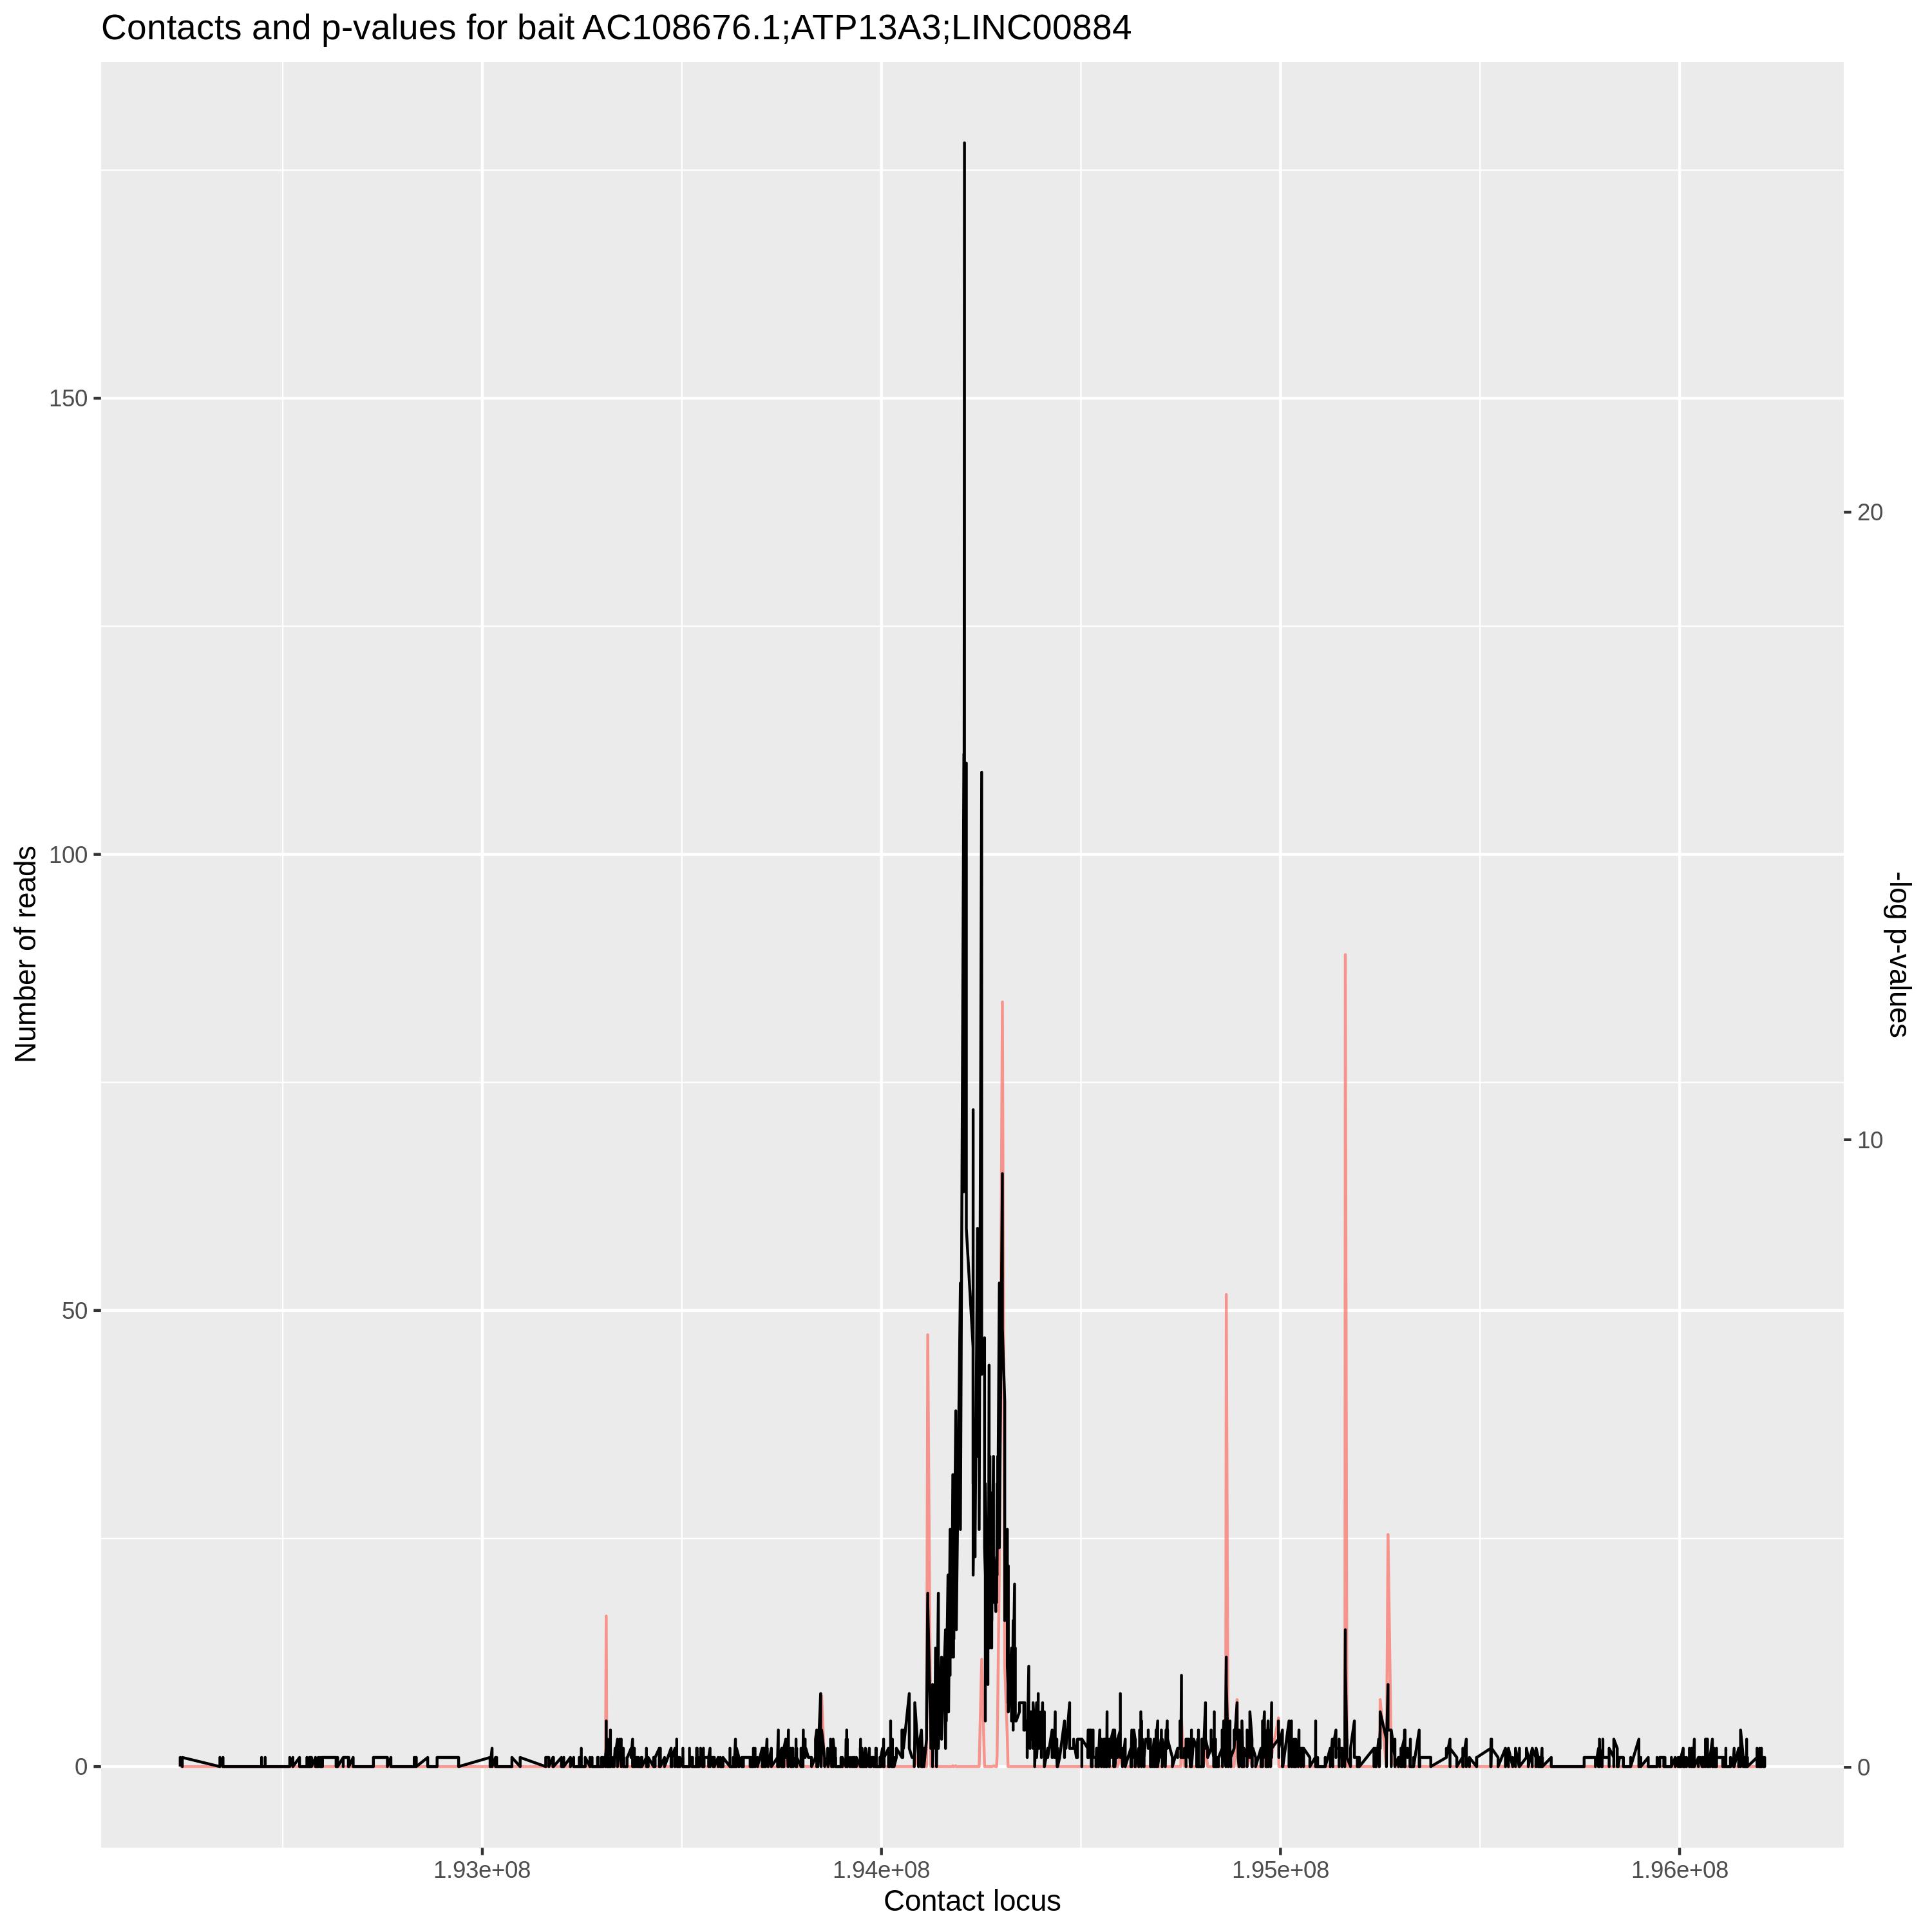 Contacts and p-values for bait AC108676.1;ATP13A3;LINC00884
150
100
50
0
Number of reads
20
10
0
-log p-values
1.93e+08
1.94e+08
1.95e+08
1.96e+08
Contact locus